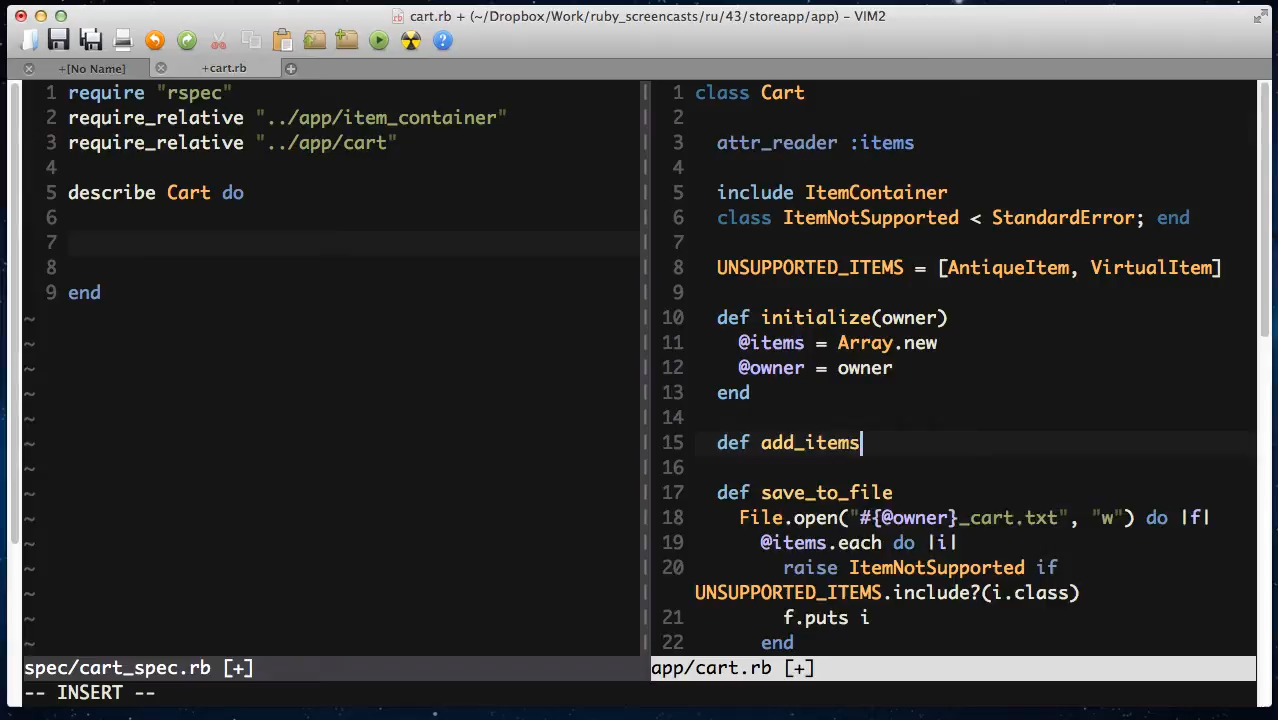 cart.rb + (~/Dropbox/Work/ruby_screencasts/ru/43/storeapp/app) – VIM2
+[No Name]
+cart.rb
1 require "rspec"
2 require_relative "../app/item_container"
3 require_relative "../app/cart"
4
5 describe Cart do
6
7
8
9 end
~
~
~
~
~
~
~
~
~
~
~
~
~
~
spec/cart_spec.rb [+]
1 class Cart
2
3 attr_reader :items
4
5 include ItemContainer
6 class ItemNotSupported < StandardError; end
7
8 UNSUPPORTED_ITEMS = [AntiqueItem, VirtualItem]
9
10 def initialize(owner)
11 @items = Array.new
12 @owner = owner
13 end
14
15 def add_items
16
17 def save_to_file
18 File.open("#{@owner}_cart.txt", "w") do |f|
19 @items.each do |i|
20 raise ItemNotSupported if
UNSUPPORTED_ITEMS.include?(i.class)
21 f.puts i
22 end
app/cart.rb [+]
-- INSERT --